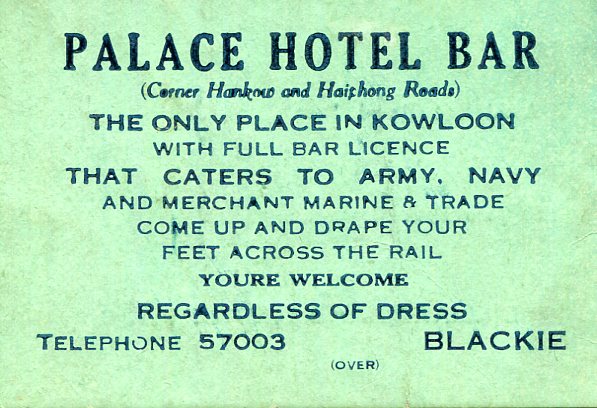 PALACE HOTEL BAR
(Corner Hankow and Haiphong Roads)
THE ONLY PLACE IN KOWLOON
WITH FULL BAR LICENCE
THAT CATERS TO ARMY, NAVY
AND MERCHANT MARINE & TRADE
COME UP AND DRAPE YOUR
FEET ACROSS THE RAIL
YOURE WELCOME
REGARDLESS OF DRESS
TELEPHONE 57003 BLACKIE
(OVER)